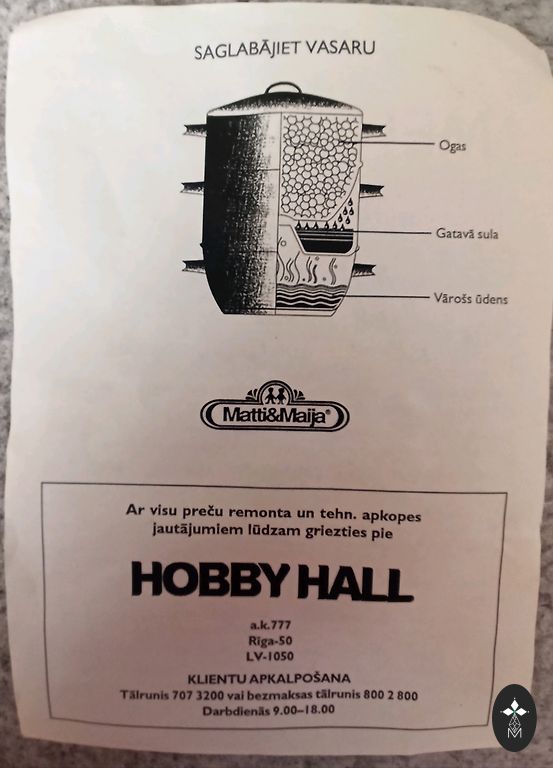 SAGLABĀJIET VASARU
Ogas
Gatavā sula
Vārošs ūdens
Matti&Maija®
Ar visu preču remonta un tehn. apkopes
jautājumiem lūdzam griezties pie
HOBBY HALL
a.k.777
Rīga-50
LV-1050
KLIENTU APKALPOŠANA
Tālrunis 707 3200 vai bezmaksas tālrunis 800 2 800
Darbdienās 9.00–18.00
M